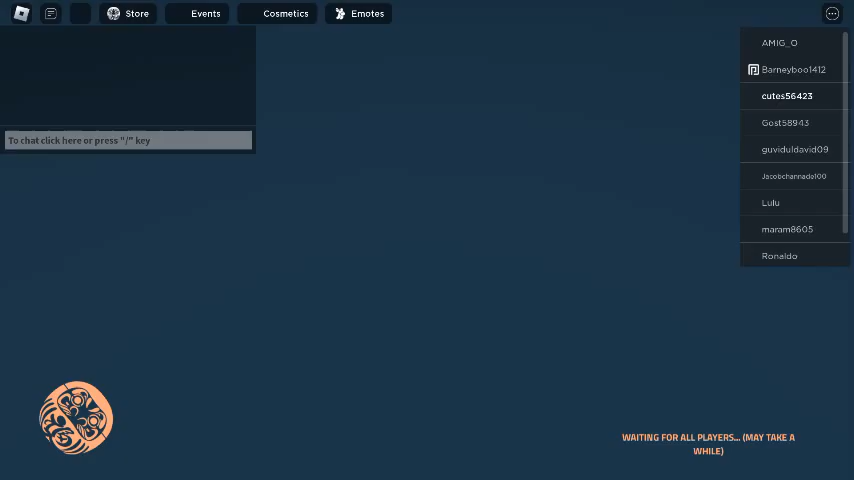 Store
Events
Cosmetics
Emotes
To chat click here or press "/" key
AMIG_O
Barneyboo1412
cutes56423
Gost58943
guviduldavid09
Jacobchannade100
Lulu
maram8605
Ronaldo
WAITING FOR ALL PLAYERS... (MAY TAKE A
WHILE)